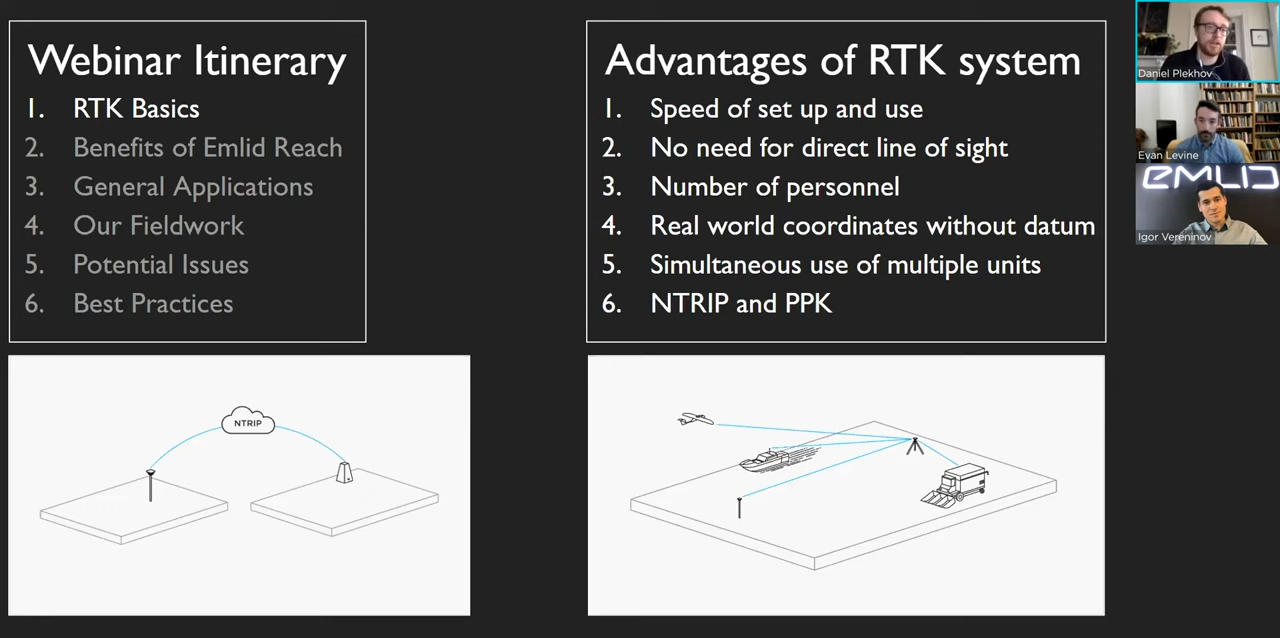 Webinar Itinerary
1. RTK Basics
2. Benefits of Emlid Reach
3. General Applications
4. Our Fieldwork
5. Potential Issues
6. Best Practices
Advantages of RTK system
1. Speed of set up and use
2. No need for direct line of sight
3. Number of personnel
4. Real world coordinates without datum
5. Simultaneous use of multiple units
6. NTRIP and PPK
NTRIP
Daniel Plekhov
Evan Levine
EMLID
Igor Vereninov